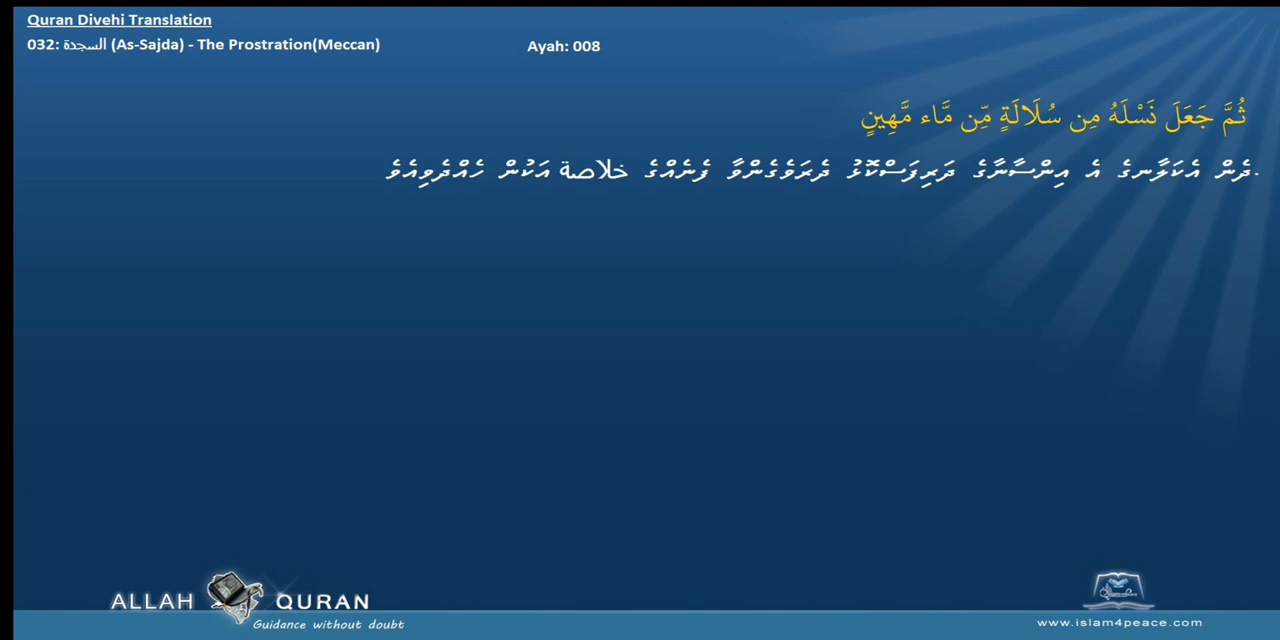 Quran Divehi Translation
032: السجدة (As-Sajda) - The Prostration(Meccan)
Ayah: 008
ثُمَّ جَعَلَ نَسْلَهُ مِن سُلَالَةٍ مِّن مَّاء مَّهِينٍ
ދެން އެކަލާނގެ އެ އިންސާނާގެ ދަރިފަސްކޮޅު ދެރަވެގެންވާ ފެނެއްގެ خلاصة އަކުން ހެއްދެވިއެވެ.
ALLAH QURAN
Guidance without doubt
www.islam4peace.com